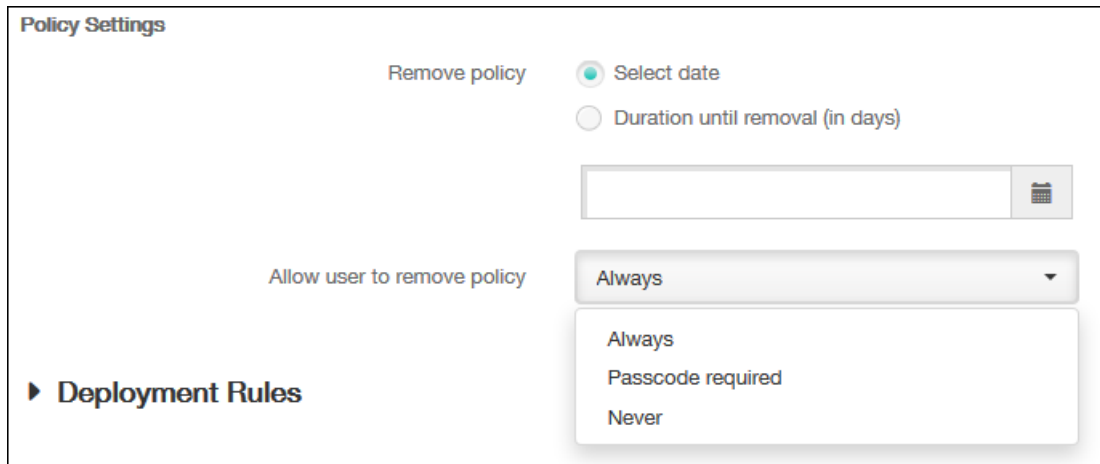 Policy Settings
Remove policy
Select date
Duration until removal (in days)
Allow user to remove policy
Always
Always
Passcode required
Never
Deployment Rules